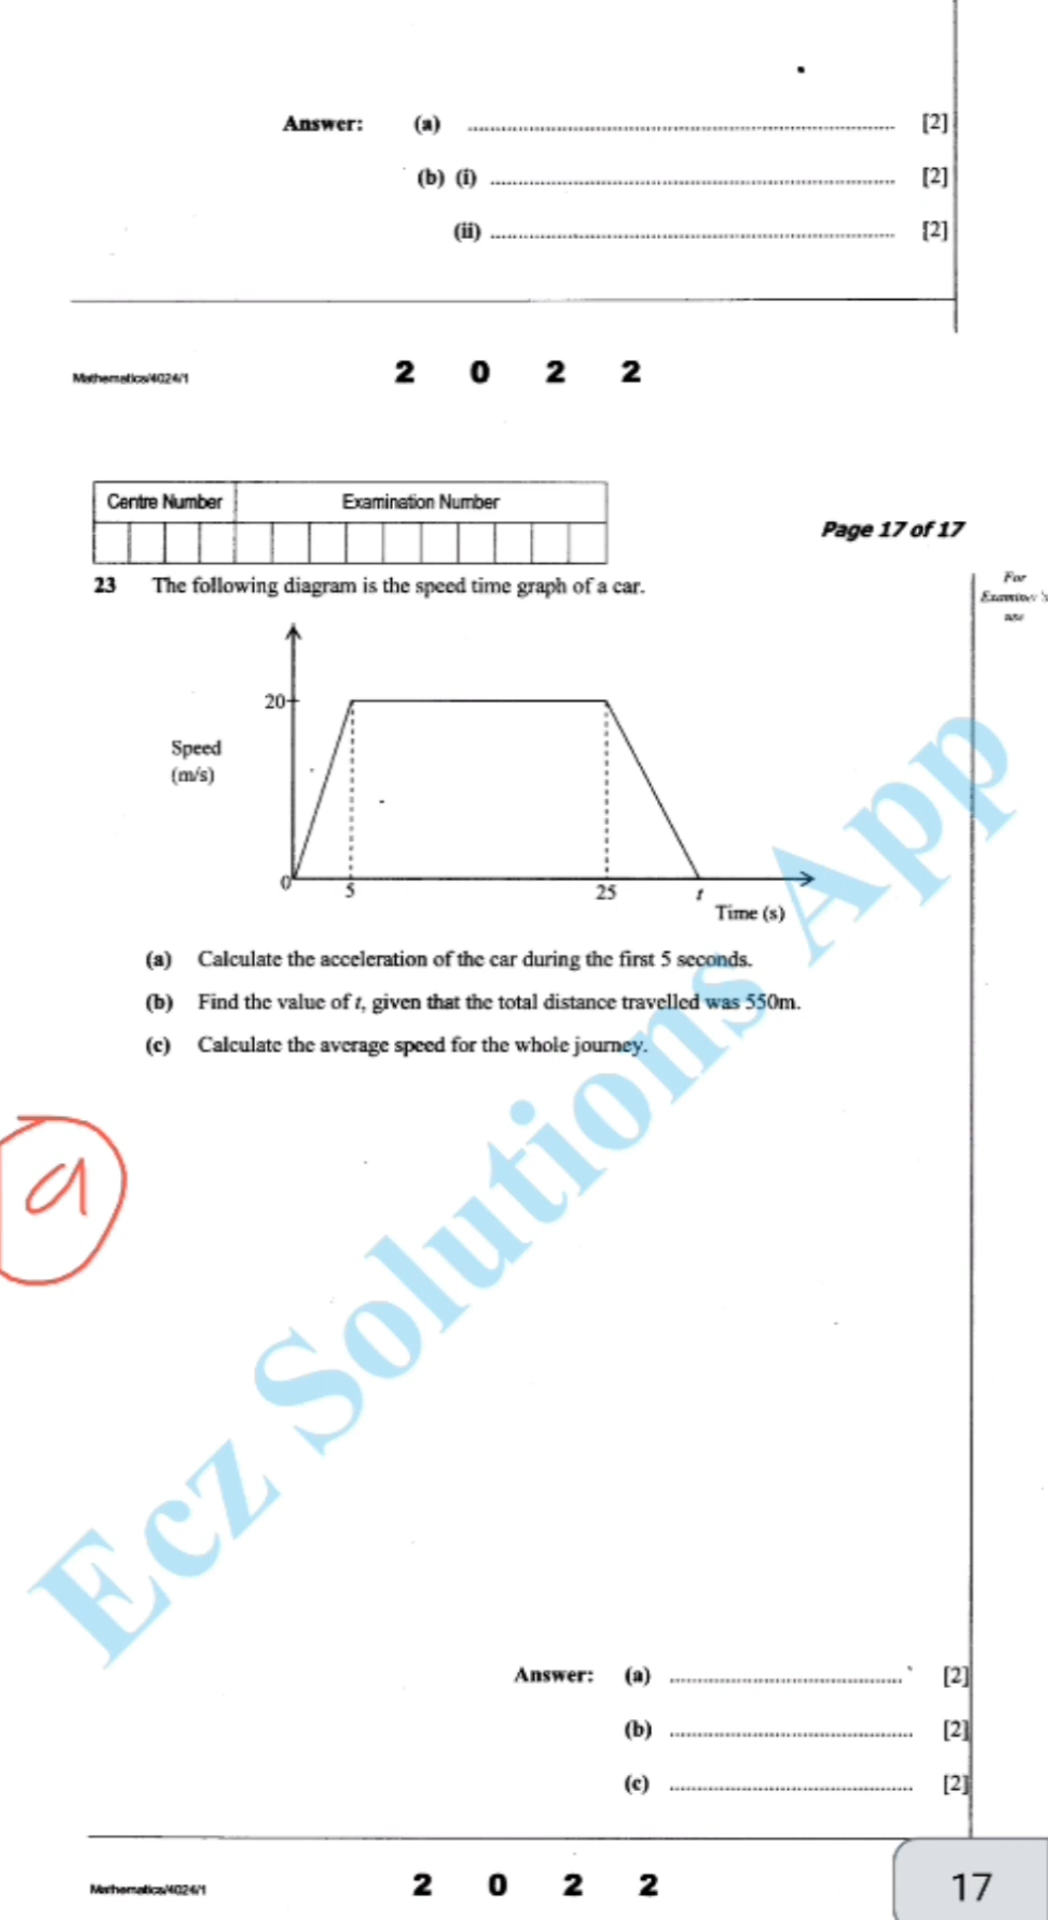 Answer: (a) ........................ [2]
(b) (i) ........................ [2]
(ii) ........................ [2]
Mathematics/4024/1 2 0 2 2
Centre Number Examination Number
Page 17 of 17
23 The following diagram is the speed time graph of a car.
For
Examiner's
use
20
Speed
(m/s)
0 5 25 t
Time (s)
(a) Calculate the acceleration of the car during the first 5 seconds.
(b) Find the value of t, given that the total distance travelled was 550m.
(c) Calculate the average speed for the whole journey.
a
Ecz Solutions App
Answer: (a) ........................ [2]
(b) ........................ [2]
(c) ........................ [2]
Mathematics/4024/1 2 0 2 2
17